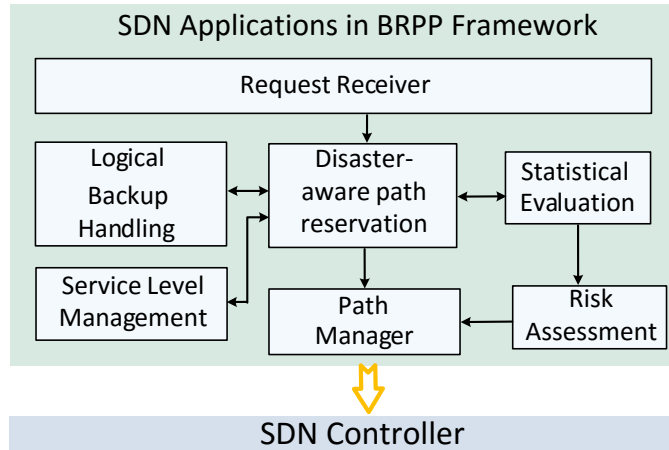 SDN Applications in BRPP Framework
Request Receiver
Logical
Backup
Handling
Disaster-
aware path
reservation
Statistical
Evaluation
Service Level
Management
Path
Manager
Risk
Assessment
SDN Controller